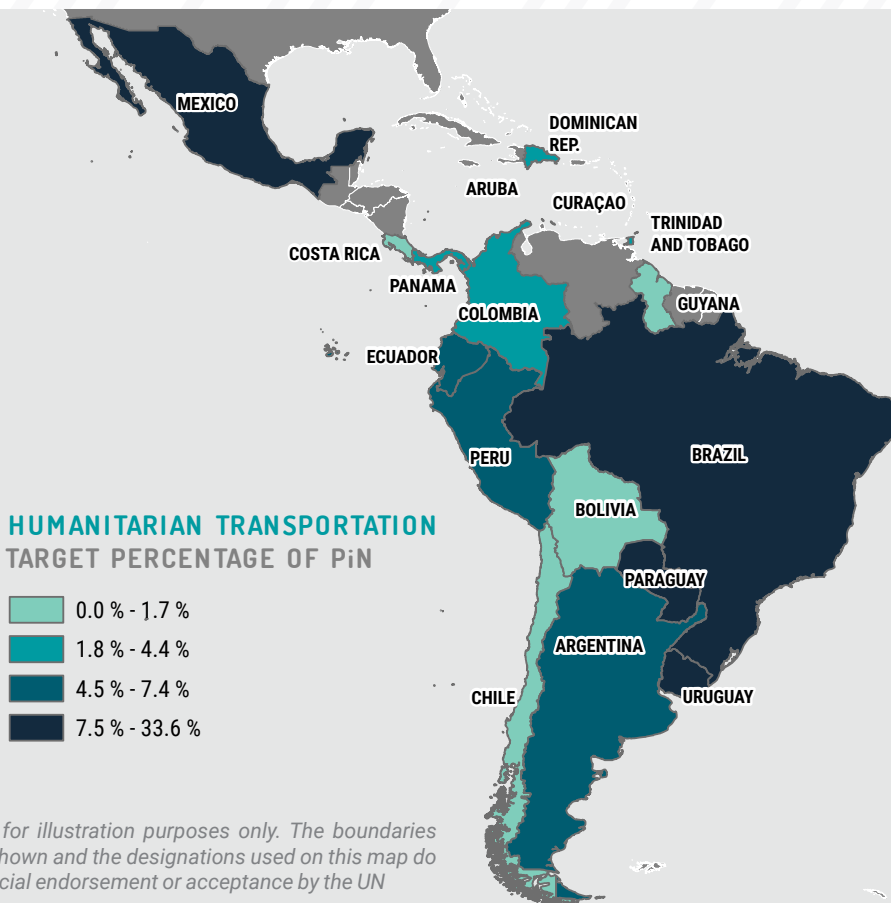 MEXICO
DOMINICAN
REP.
ARUBA
CURAÇAO
TRINIDAD
AND TOBAGO
COSTA RICA
PANAMA
GUYANA
COLOMBIA
ECUADOR
PERU
BRAZIL
BOLIVIA
HUMANITARIAN TRANSPORTATION
TARGET PERCENTAGE OF PiN
PARAGUAY
0.0 % - 1.7 %
1.8 % - 4.4 %
ARGENTINA
4.5 % - 7.4 %
CHILE
URUGUAY
7.5 % - 33.6 %
for illustration purposes only. The boundaries
hown and the designations used on this map do
cial endorsement or acceptance by the UN